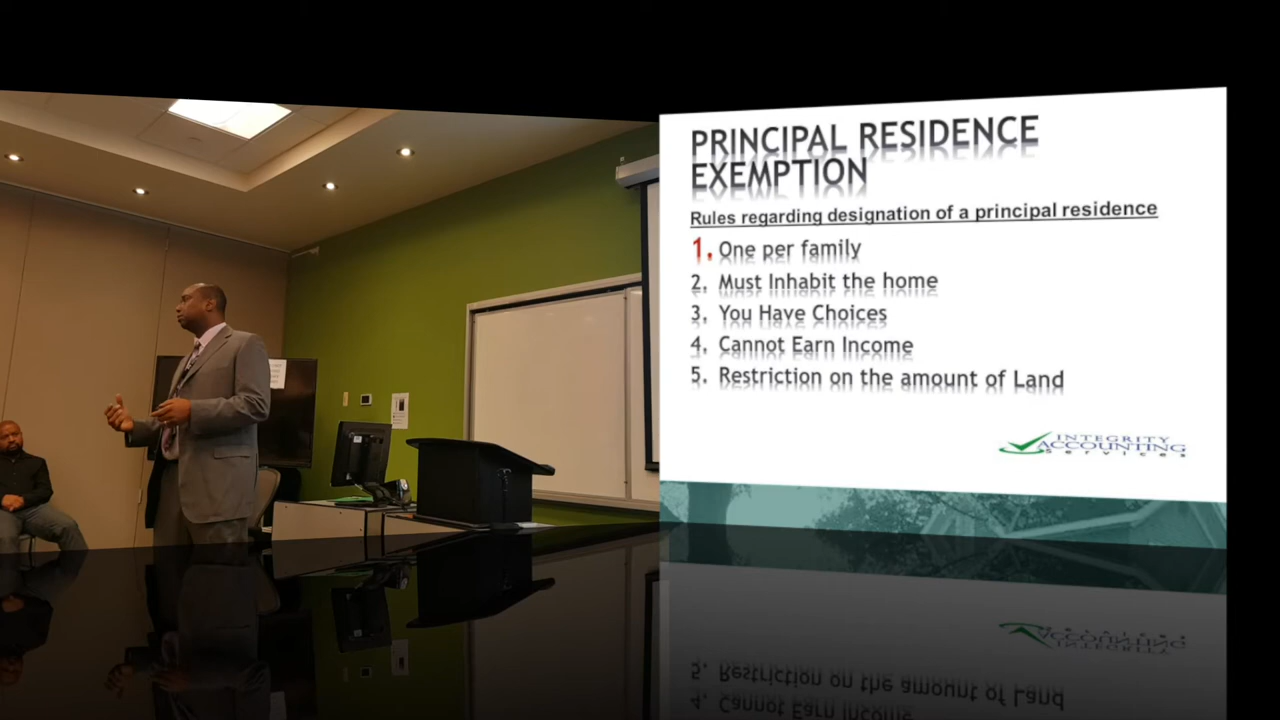 PRINCIPAL RESIDENCE
EXEMPTION
Rules regarding designation of a principal residence
1. One per family
2. Must Inhabit the home
3. You Have Choices
4. Cannot Earn Income
5. Restriction on the amount of Land
INTEGRITY
ACCOUNTING
Services